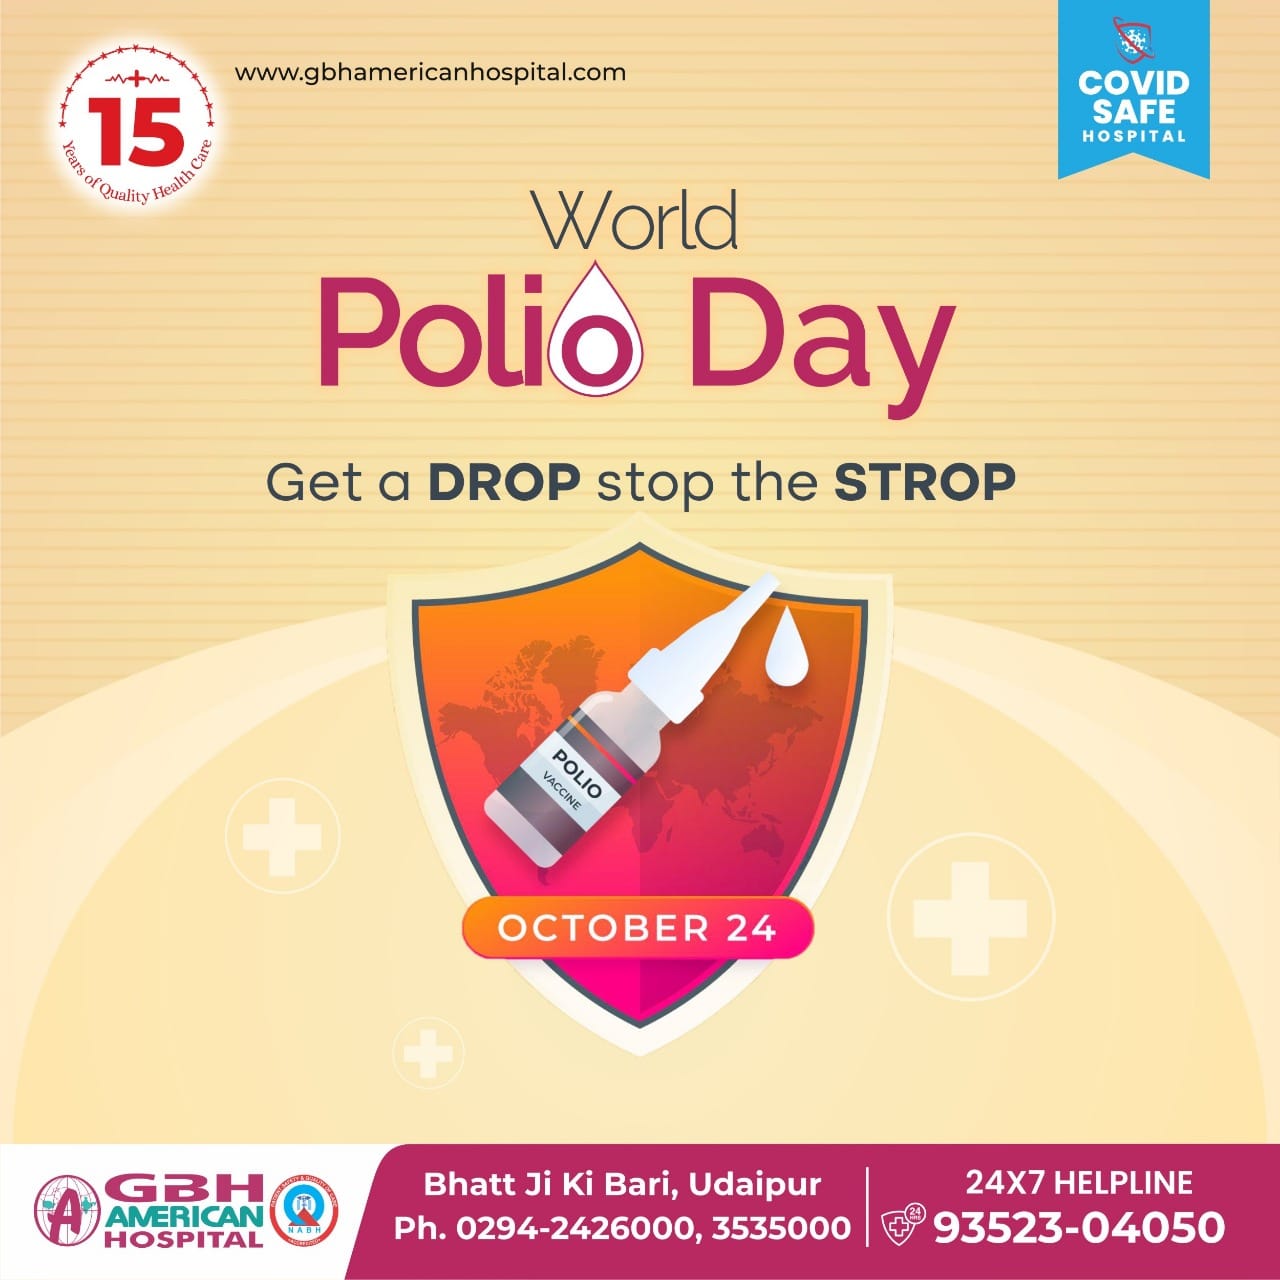 15
Years of Quality Health Care
www.gbhamericanhospital.com
COVID
SAFE
HOSPITAL
World
Polio Day
Get a DROP stop the STROP
POLIO
VACCINE
OCTOBER 24
GBH
AMERICAN
HOSPITAL
NABH
Bhatt Ji Ki Bari, Udaipur
Ph. 0294-2426000, 3535000
24X7 HELPLINE
24
HRS
93523-04050